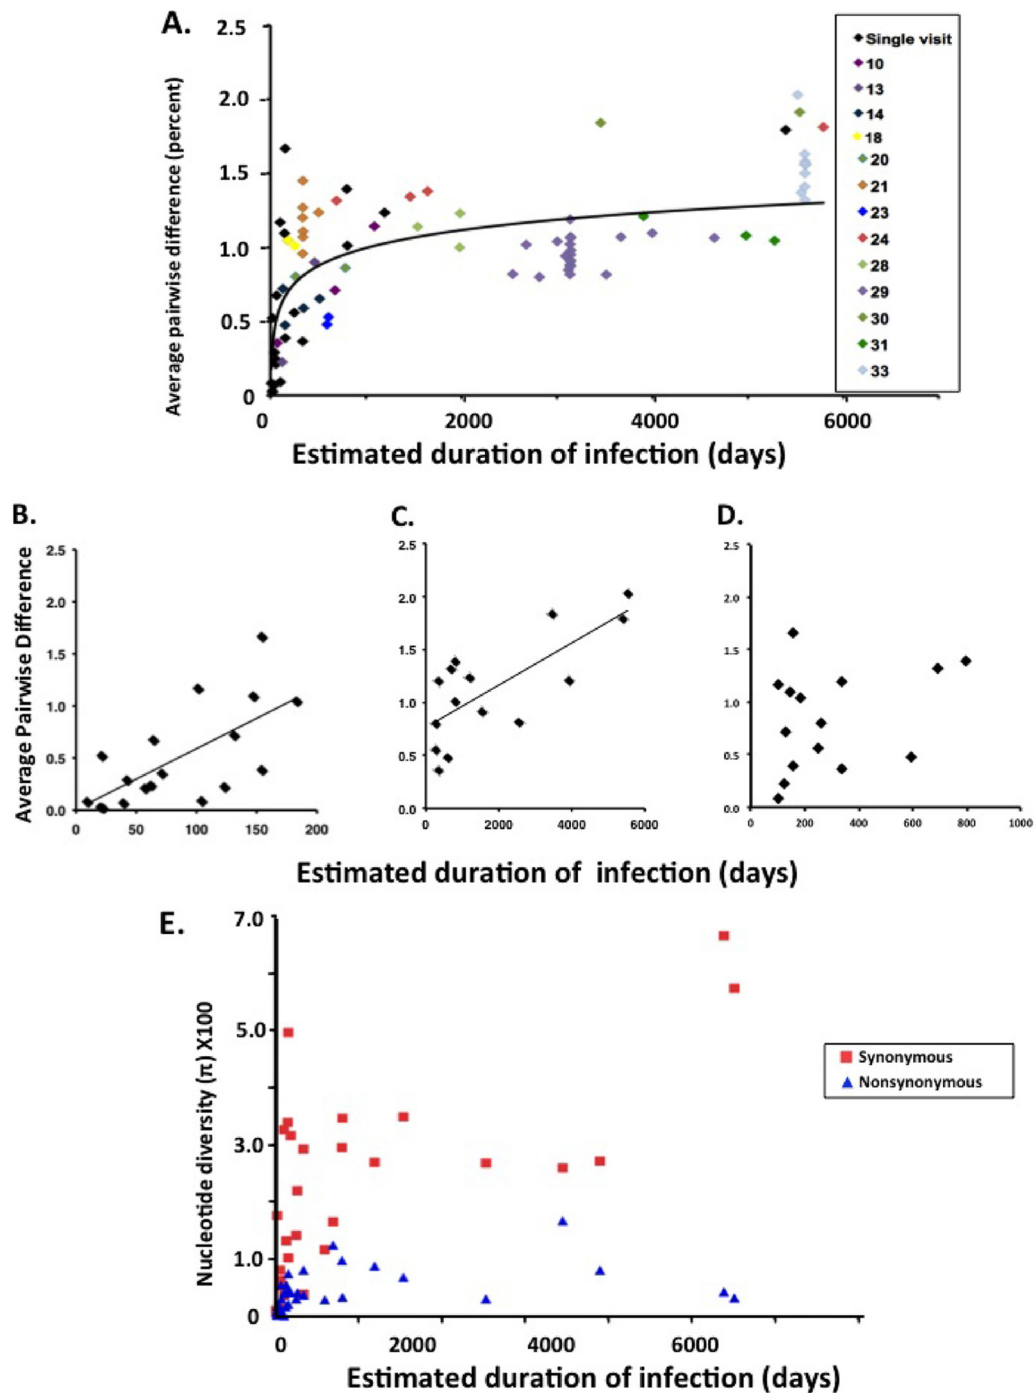 A.
2.5
2.0
1.5
1.0
0.5
0
Average pairwise difference (percent)
0 2000 4000 6000
Estimated duration of infection (days)
Single visit
10
13
14
18
20
21
23
24
28
29
30
31
33
B.
2.5
2.0
1.5
1.0
0.5
0.0
Average Pairwise Difference
0 50 100 150 200
C.
2.5
2.0
1.5
1.0
0.5
0.0
0 2000 4000 6000
D.
2.5
2.0
1.5
1.0
0.5
0.0
0 200 400 600 800 1000
Estimated duration of infection (days)
E.
7.0
5.0
3.0
1.0
0
Nucleotide diversity (π) X100
0 2000 4000 6000
Estimated duration of infection (days)
Synonymous
Nonsynonymous